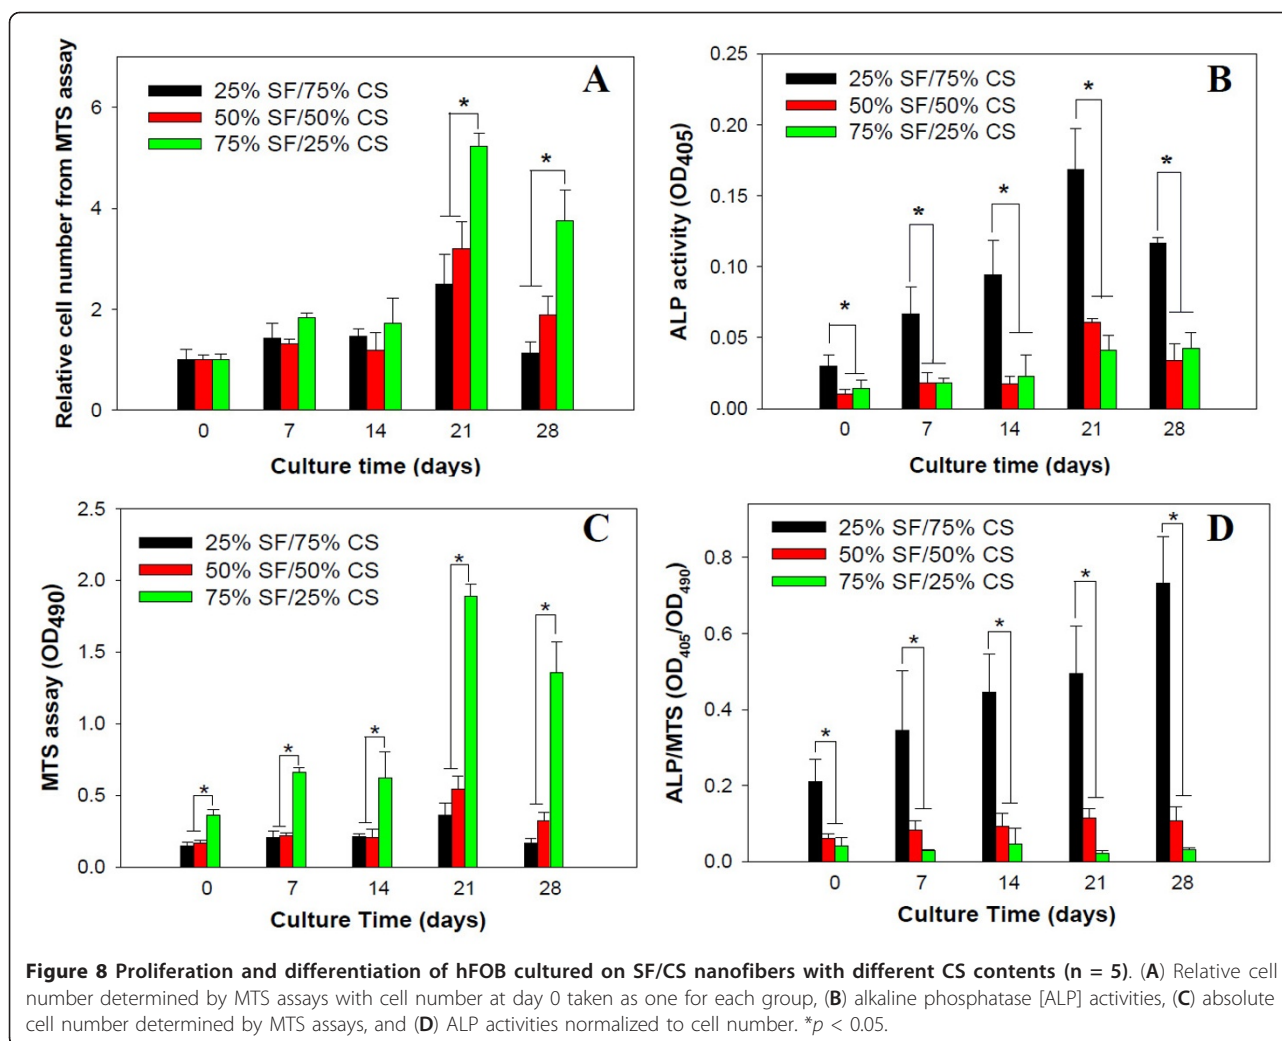 A
25% SF/75% CS
50% SF/50% CS
75% SF/25% CS
Relative cell number from MTS assay
6
4
2
0
* *
0 7 14 21 28
Culture time (days)
B
25% SF/75% CS
50% SF/50% CS
75% SF/25% CS
ALP activity (OD405)
0.25
0.20
0.15
0.10
0.05
0.00
* * * * *
0 7 14 21 28
Culture time (days)
C
25% SF/75% CS
50% SF/50% CS
75% SF/25% CS
MTS assay (OD490)
2.5
2.0
1.5
1.0
0.5
0.0
* * * * *
0 7 14 21 28
Culture Time (days)
D
25% SF/75% CS
50% SF/50% CS
75% SF/25% CS
ALP/MTS (OD405/OD490)
0.8
0.6
0.4
0.2
0.0
* * * * *
0 7 14 21 28
Culture Time (days)
Figure 8 Proliferation and differentiation of hFOB cultured on SF/CS nanofibers with different CS contents (n = 5). (A) Relative cell
number determined by MTS assays with cell number at day 0 taken as one for each group, (B) alkaline phosphatase [ALP] activities, (C) absolute
cell number determined by MTS assays, and (D) ALP activities normalized to cell number. *p < 0.05.